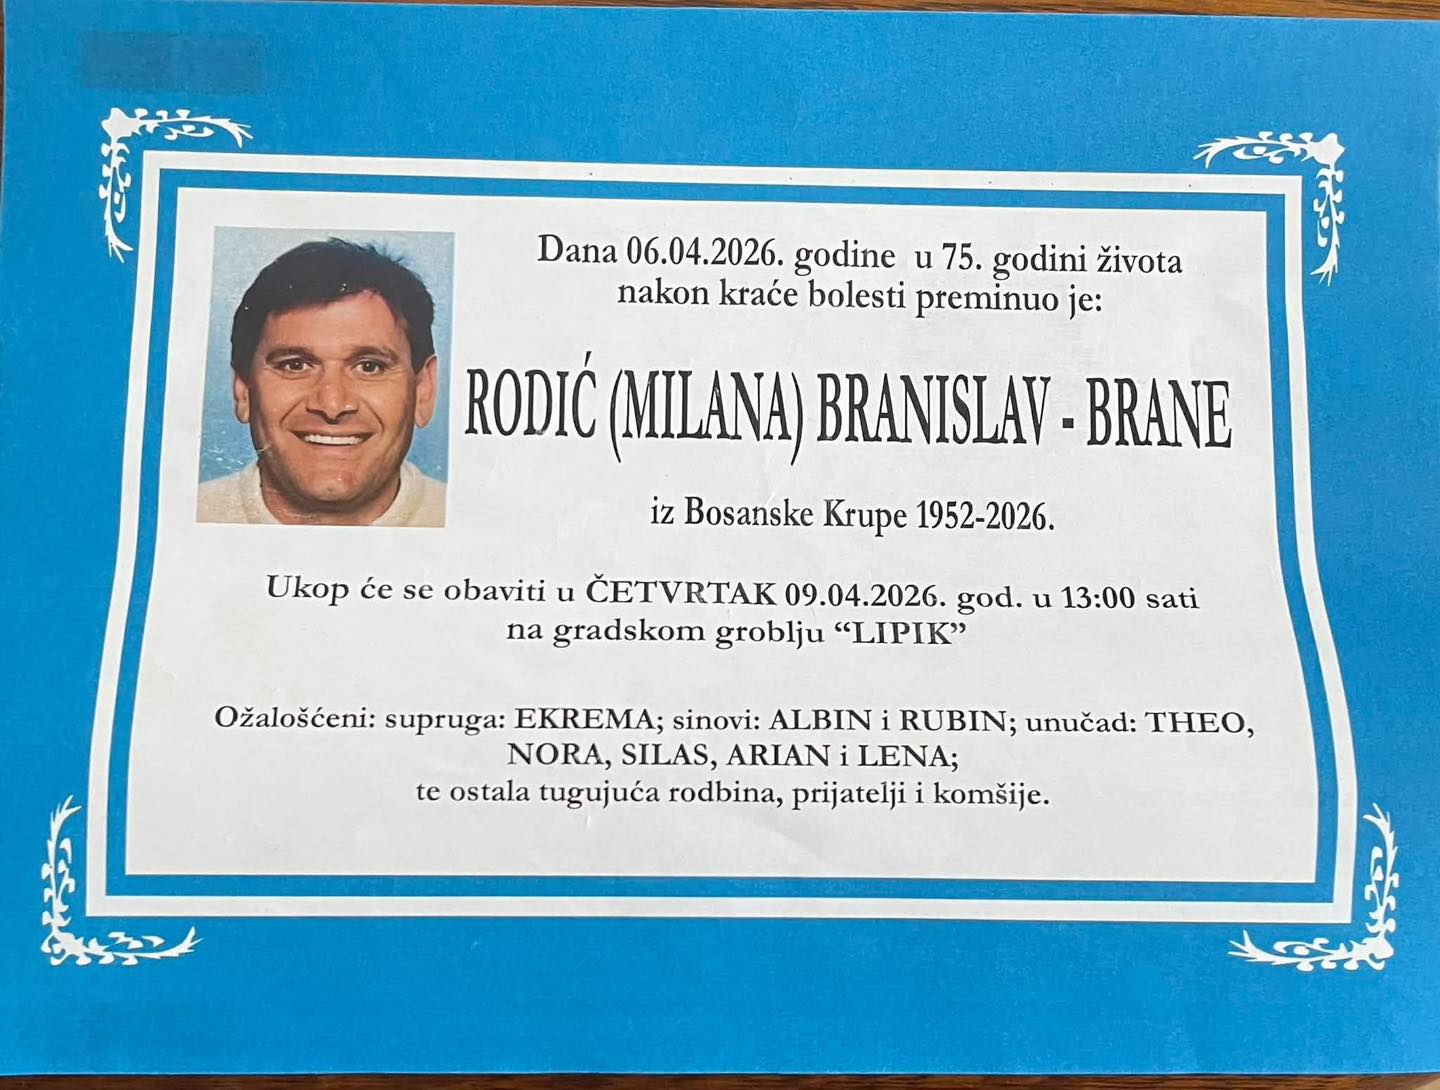 Dana 06.04.2026. godine u 75. godini života
nakon kraće bolesti preminuo je:
RODIĆ (MILANA) BRANISLAV - BRANE
iz Bosanske Krupe 1952-2026.
Ukop će se obaviti u ČETVRTAK 09.04.2026. god. u 13:00 sati
na gradskom groblju “LIPIK”
Ožalošćeni: supruga: EKREMA; sinovi: ALBIN i RUBIN; unučad: THEO,
NORA, SILAS, ARIAN i LENA;
te ostala tugujuća rodbina, prijatelji i komšije.